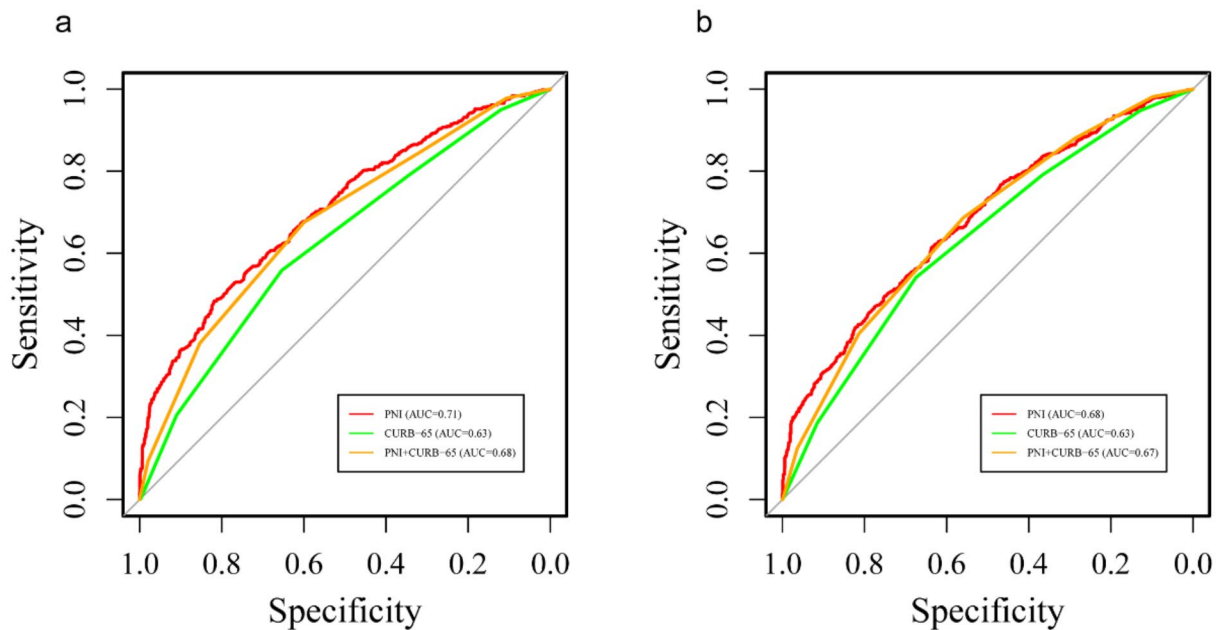 a
Sensitivity
1.0
0.8
0.6
0.4
0.2
0.0
PNI (AUC=0.71)
CURB−65 (AUC=0.63)
PNI+CURB−65 (AUC=0.68)
1.0 0.8 0.6 0.4 0.2 0.0
Specificity
b
Sensitivity
1.0
0.8
0.6
0.4
0.2
0.0
PNI (AUC=0.68)
CURB−65 (AUC=0.63)
PNI+CURB−65 (AUC=0.67)
1.0 0.8 0.6 0.4 0.2 0.0
Specificity